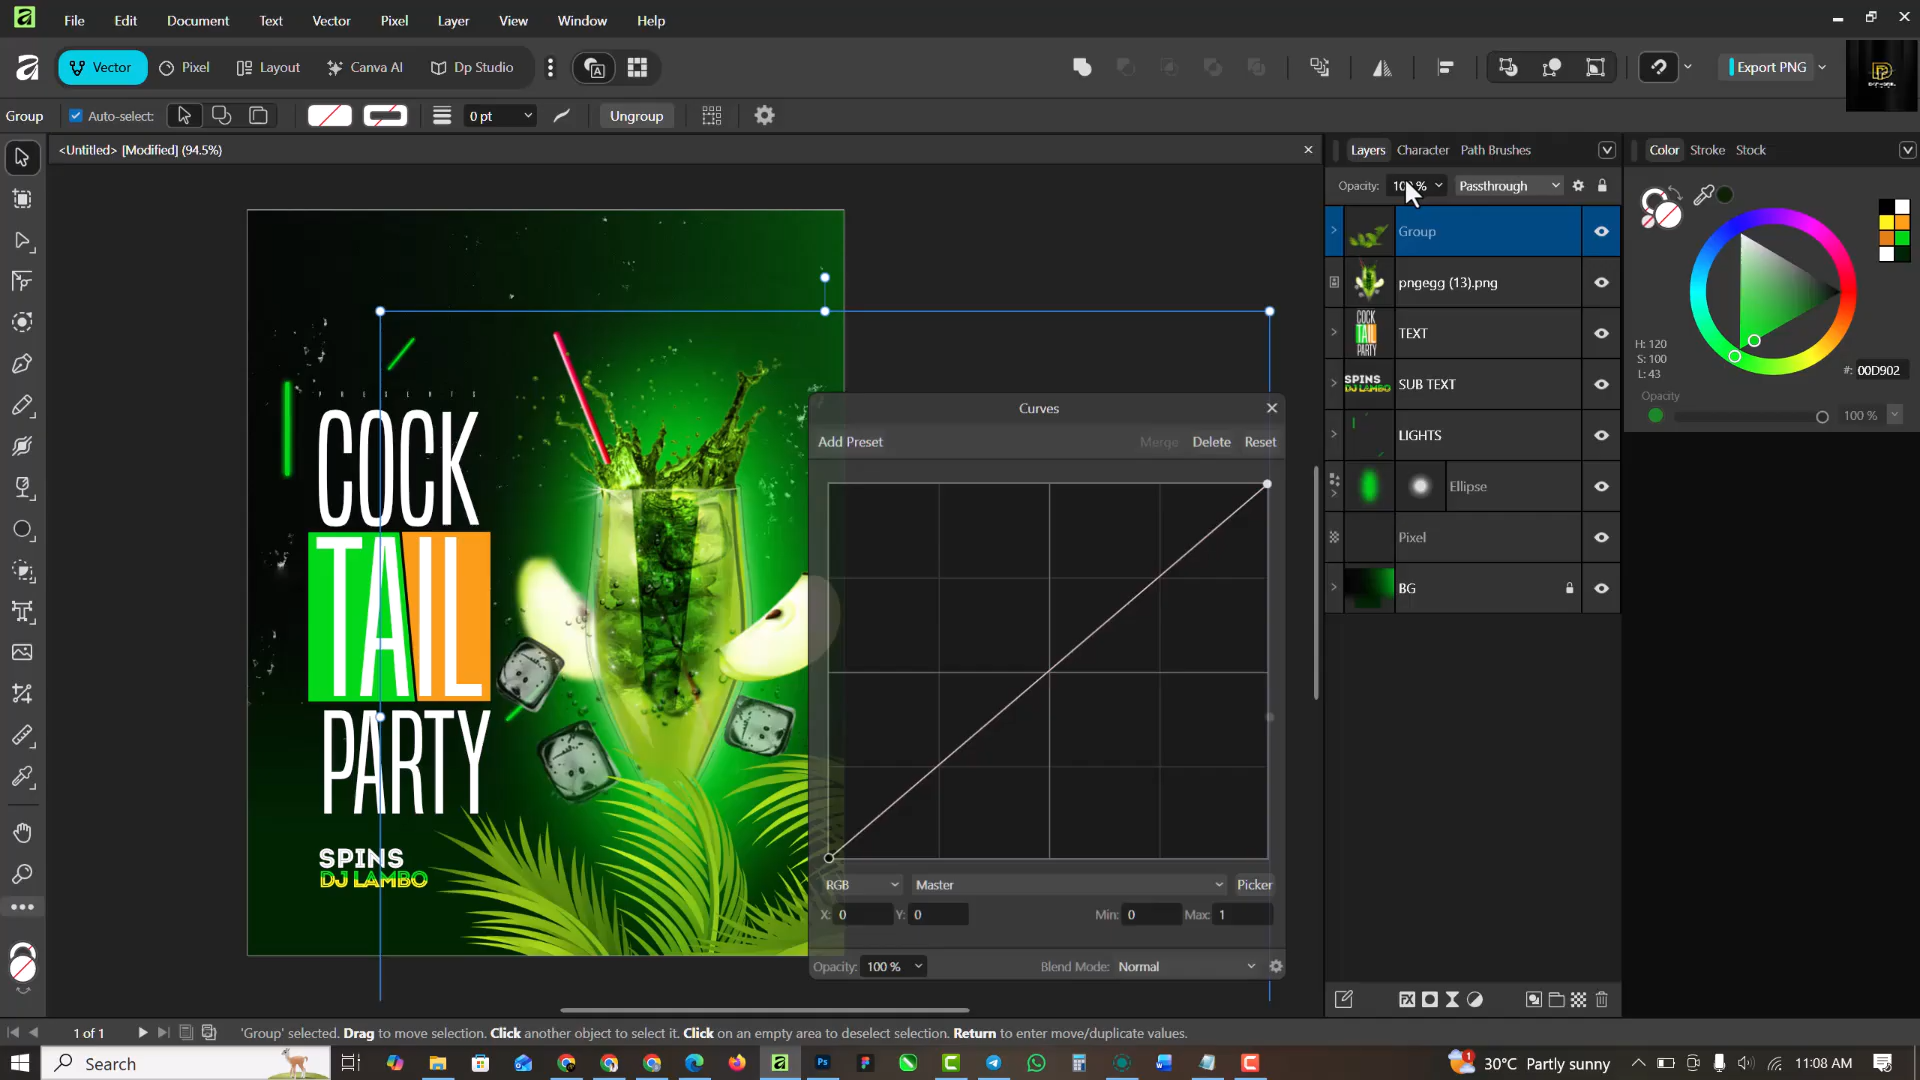 File Edit Document Text Vector Pixel Layer View Window Help
Vector Pixel Layout Canva AI Dp Studio Export PNG
Group Auto-select: 0 pt Ungroup
<Untitled> [Modified] (94.5%)
Layers Character Path Brushes
Color Stroke Stock
Opacity: 100 % Passthrough
Group
pngegg (13).png
TEXT
SUB TEXT
LIGHTS
Ellipse
Pixel
BG
H: 120
S: 100
L: 43
#: 00D902
Opacity
100 %
PRESENTS
COCK
TAIL
PARTY
SPINS
DJ LAMBO
Curves
Add Preset Merge Delete Reset
RGB Master Picker
X: 0 Y: 0 Min: 0 Max: 1
Opacity: 100 % Blend Mode: Normal
1 of 1 'Group' selected. Drag to move selection. Click another object to select it. Click on an empty area to deselect selection. Return to enter move/duplicate values.
Search 30°C Partly sunny 11:08 AM